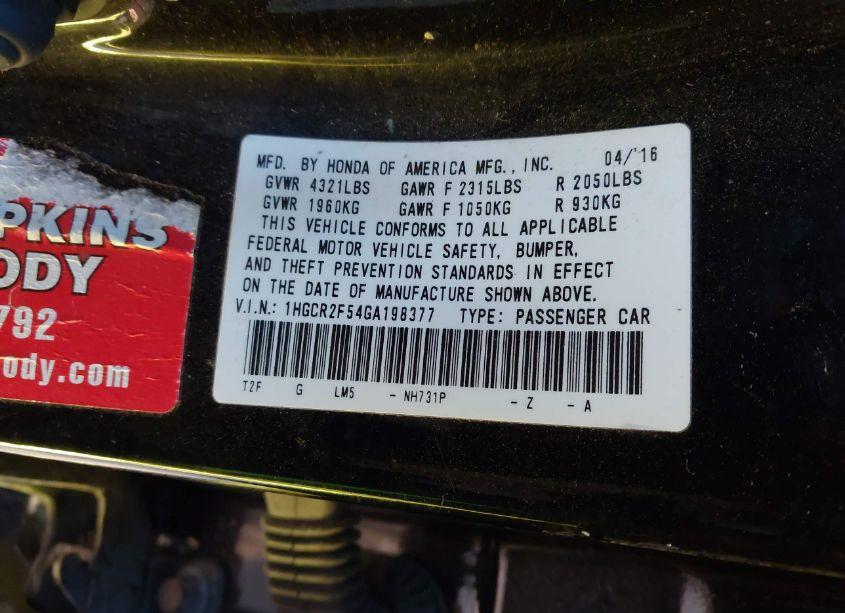 MFD. BY HONDA OF AMERICA MFG., INC. 04/'16
GVWR 4321LBS GAWR F 2315LBS R 2050LBS
GVWR 1960KG GAWR F 1050KG R 930KG
THIS VEHICLE CONFORMS TO ALL APPLICABLE
FEDERAL MOTOR VEHICLE SAFETY, BUMPER,
AND THEFT PREVENTION STANDARDS IN EFFECT
ON THE DATE OF MANUFACTURE SHOWN ABOVE.
V.I.N.: 1HGCR2F54GA198377 TYPE: PASSENGER CAR
T2F G LM5 - NH731P - Z - A
PKINS
ODY
792
ody.com